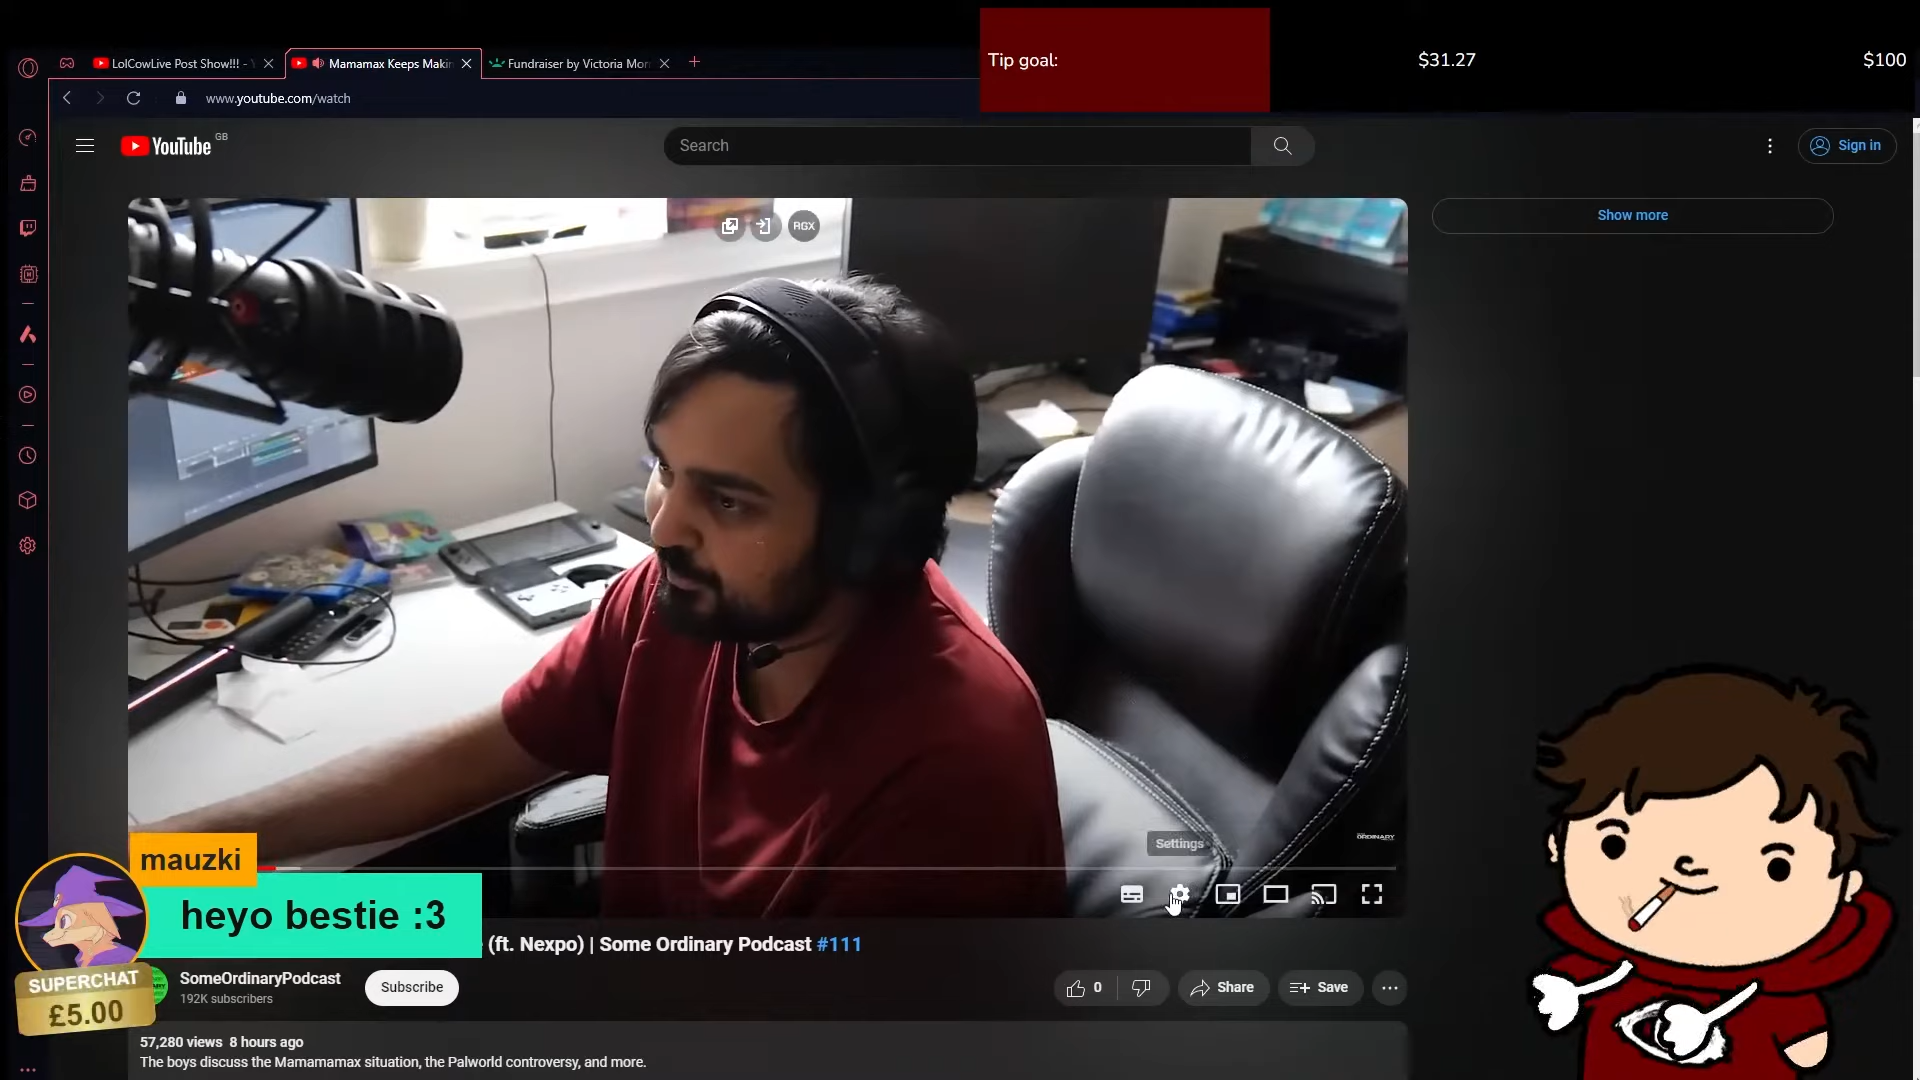 LolCowLive Post Show!!! -
Mamamax Keeps Makin
Fundraiser by Victoria Mor
Tip goal:
$31.27
$100
www.youtube.com/watch
YouTube
GB
Search
Sign in
RGX
Show more
ORDINARY
Settings
mauzki
heyo bestie :3
SUPERCHAT
£5.00
(ft. Nexpo) | Some Ordinary Podcast #111
SomeOrdinaryPodcast
192K subscribers
Subscribe
0
Share
Save
57,280 views 8 hours ago
The boys discuss the Mamamamax situation, the Palworld controversy, and more.